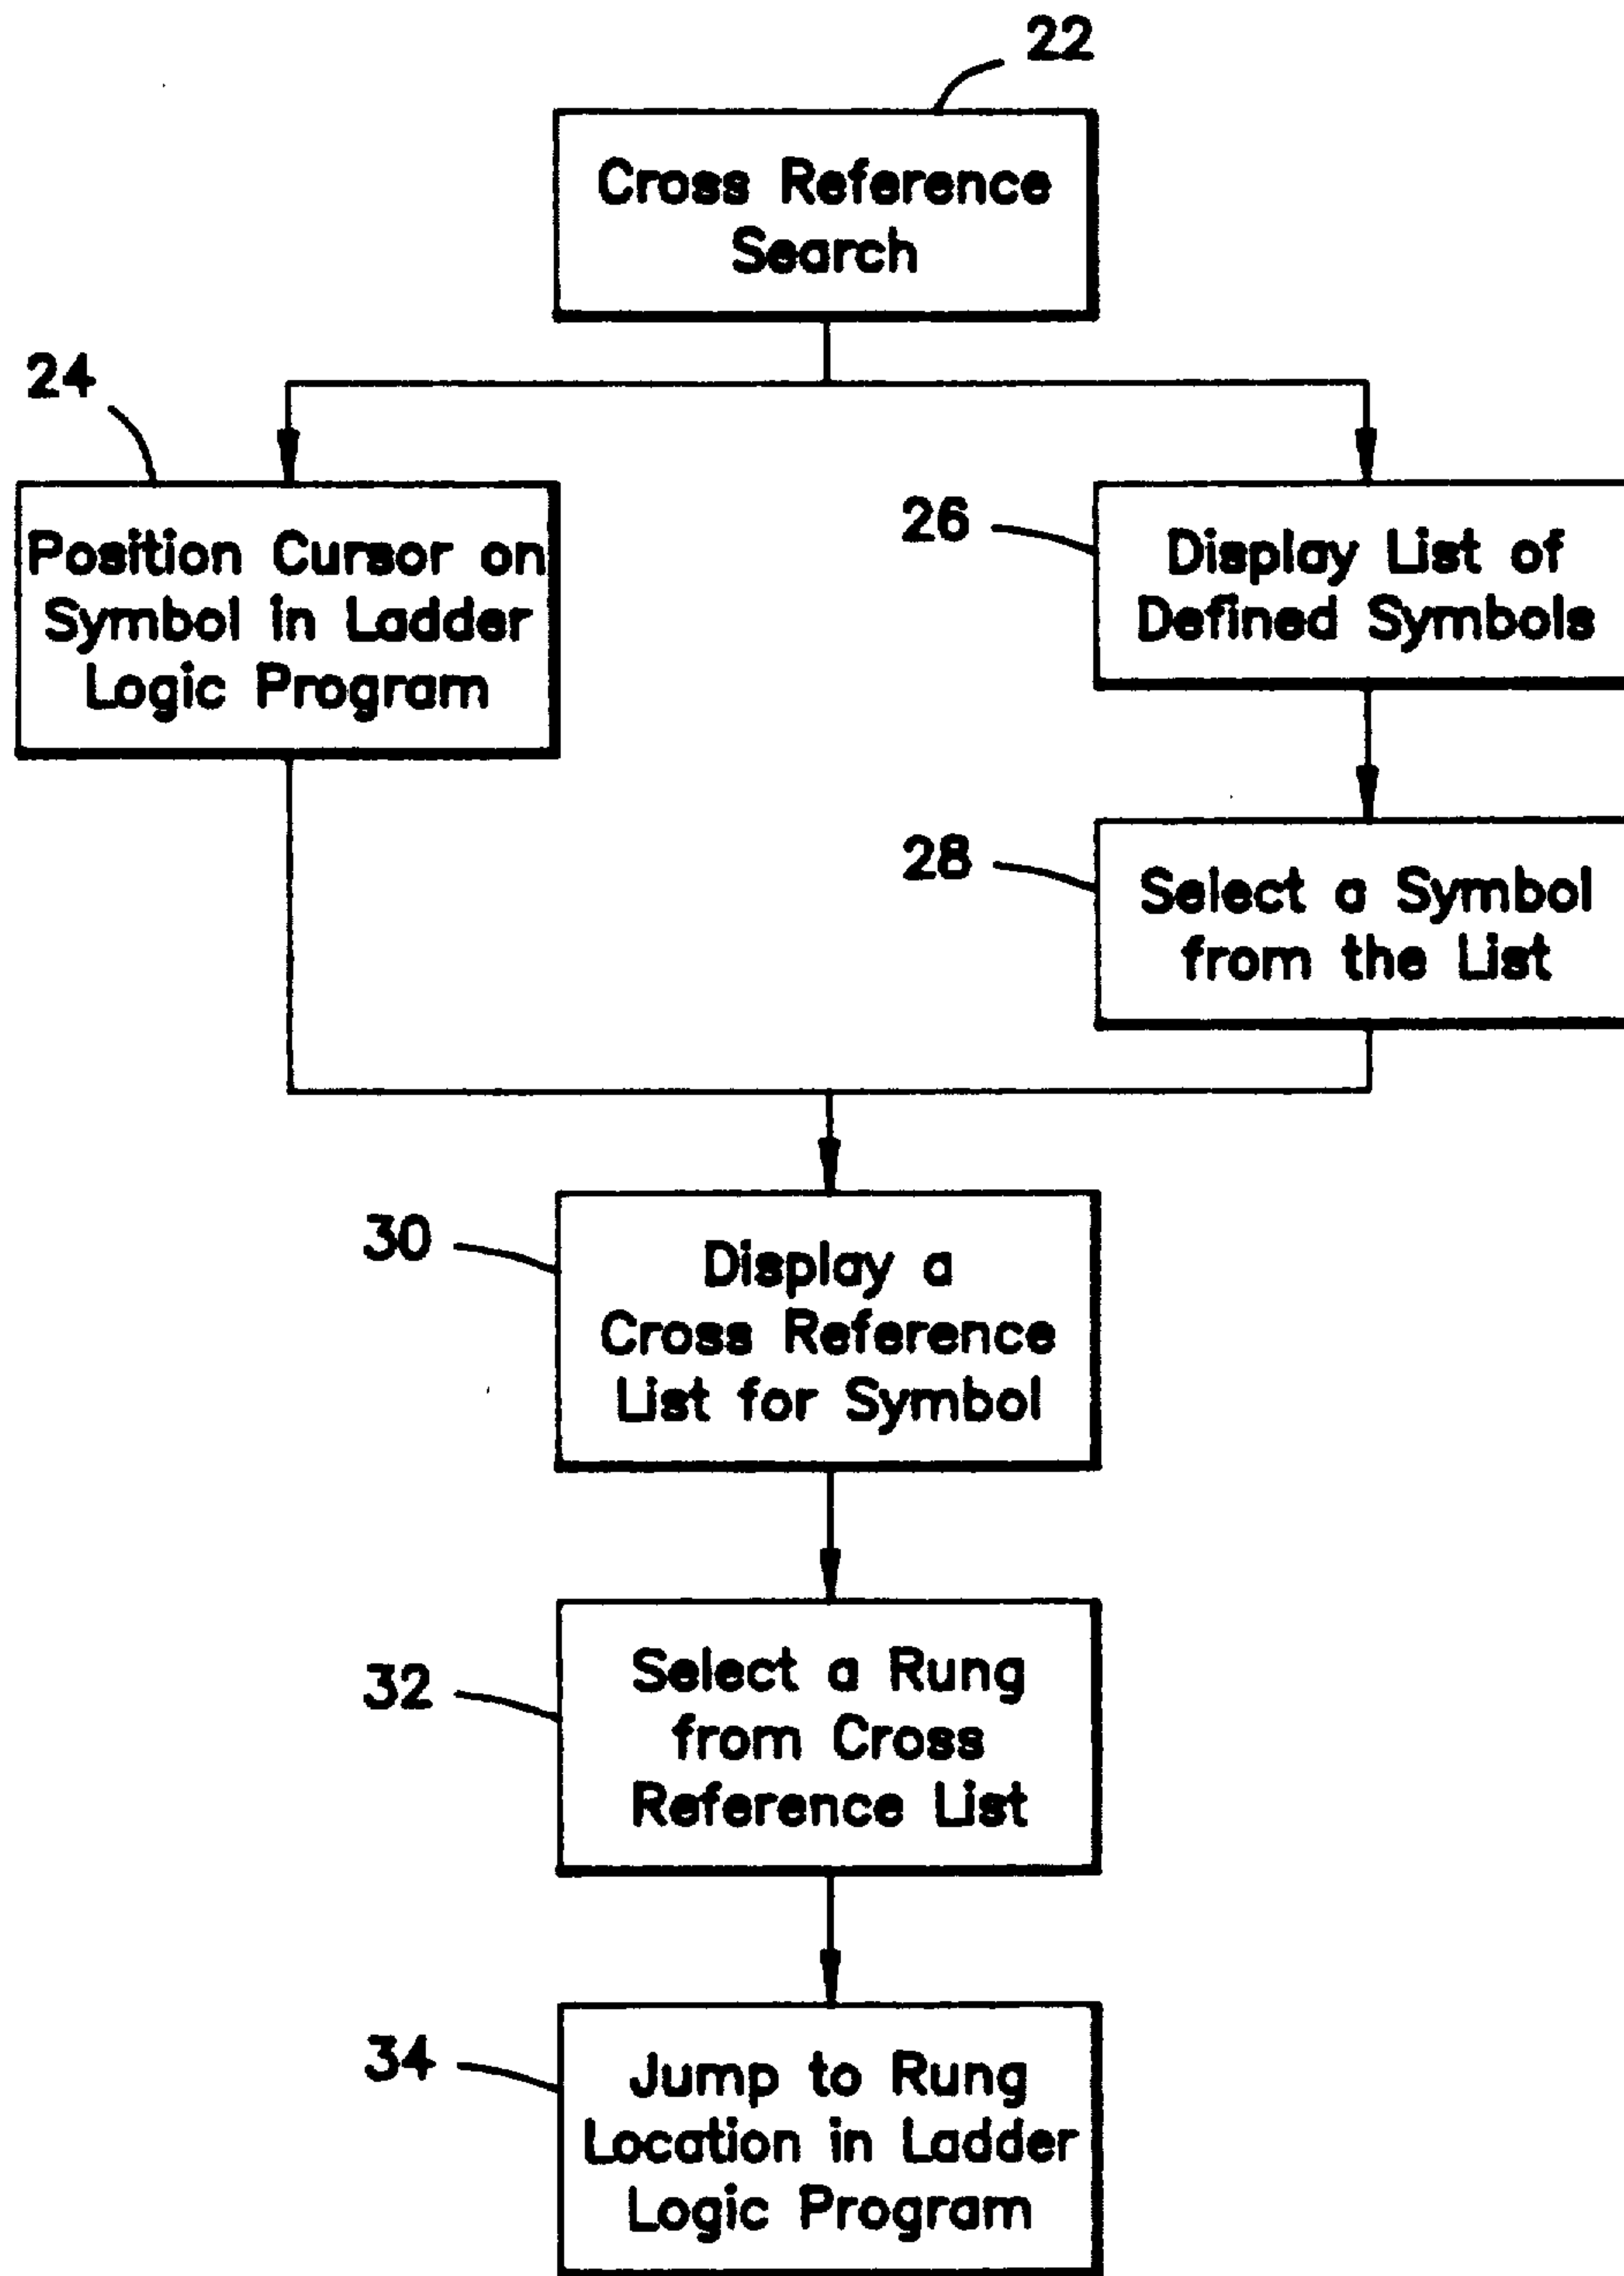 22
Cross Reference
Search
24
Position Cursor on
Symbol in Ladder
Logic Program
26
Display List of
Defined Symbols
28
Select a Symbol
from the List
30
Display a
Cross Reference
List for Symbol
32
Select a Rung
from Cross
Reference List
34
Jump to Rung
Location in Ladder
Logic Program